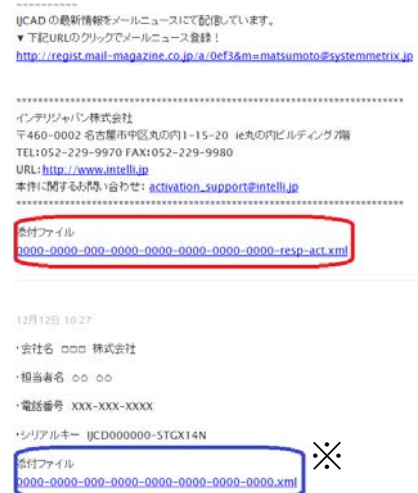 ----------
IJCAD の最新情報をメールニュースにて配信しています。
▼ 下記URLのクリックでメールニュース登録！
http://regist.mail-magazine.co.jp/a/0ef3&m=matsumoto@systemmetrix.jp
**********************************************************************
インテリジャパン株式会社
〒460-0002 名古屋市中区丸の内1-15-20 ie丸の内ビルディング7階
TEL:052-229-9970 FAX:052-229-9980
URL:http://www.intelli.jp
本件に関するお問い合わせ: activation_support@intelli.jp
**********************************************************************
添付ファイル
0000-0000-000-0000-0000-0000-0000-0000-resp-act.xml
12月12日 10:27
・会社名 □□□ 株式会社
・担当者名 ○○ ○○
・電話番号 XXX-XXX-XXXX
・シリアルキー IJCD000000-STGX14N
添付ファイル
0000-0000-000-0000-0000-0000-0000-0000.xml
※